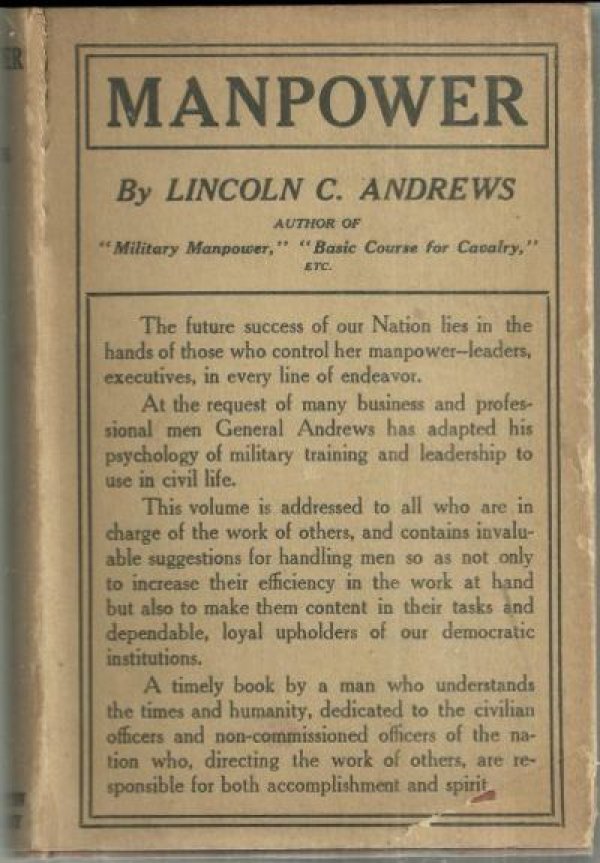 MANPOWER
By LINCOLN C. ANDREWS
AUTHOR OF
"Military Manpower," "Basic Course for Cavalry,"
ETC.
The future success of our Nation lies in the
hands of those who control her manpower—leaders,
executives, in every line of endeavor.
At the request of many business and profes-
sional men General Andrews has adapted his
psychology of military training and leadership to
use in civil life.
This volume is addressed to all who are in
charge of the work of others, and contains invalu-
able suggestions for handling men so as not only
to increase their efficiency in the work at hand
but also to make them content in their tasks and
dependable, loyal upholders of our democratic
institutions.
A timely book by a man who understands
the times and humanity, dedicated to the civilian
officers and non-commissioned officers of the na-
tion who, directing the work of others, are re-
sponsible for both accomplishment and spirit